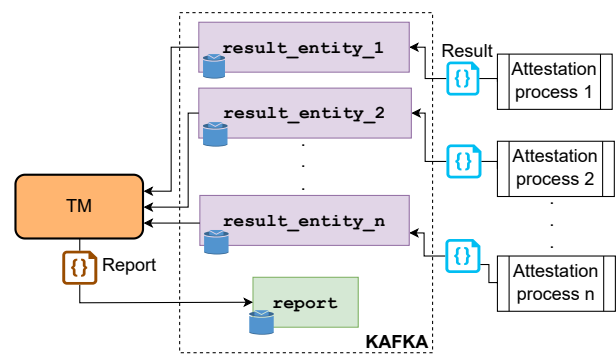 result_entity_1
Result
Attestation
process 1
result_entity_2
Attestation
process 2
TM
result_entity_n
Report
Attestation
process n
report
KAFKA